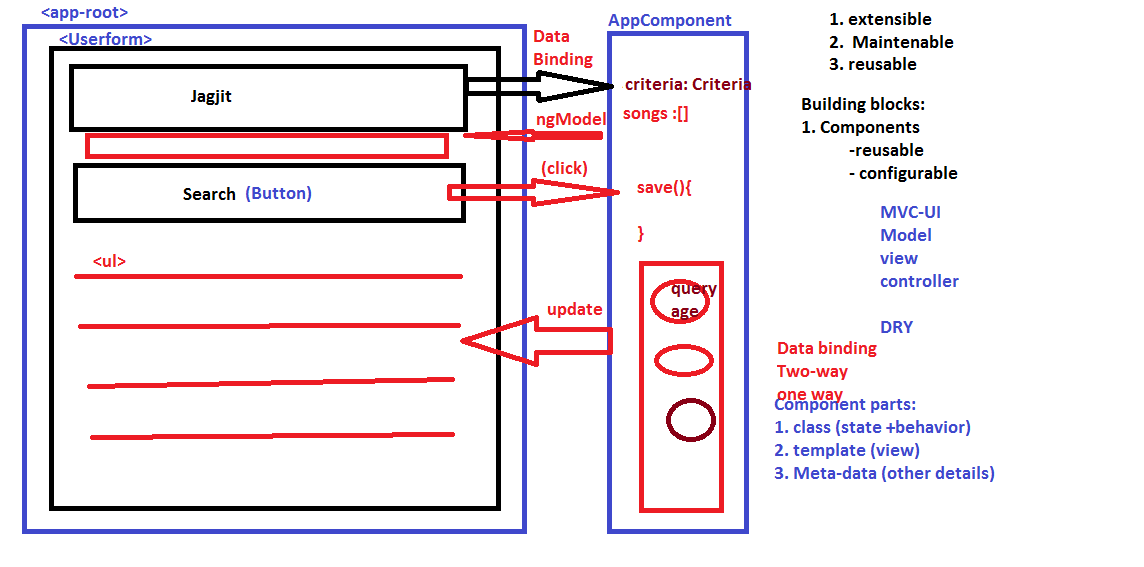 <app-root>
<Userform>
Jagjit
Search (Button)
<ul>
Data
Binding
ngModel
(click)
update
AppComponent
criteria: Criteria
songs :[]
save(){
}
query
age
1. extensible
2. Maintenable
3. reusable
Building blocks:
1. Components
-reusable
- configurable
MVC-UI
Model
view
controller
DRY
Data binding
Two-way
one way
Component parts:
1. class (state +behavior)
2. template (view)
3. Meta-data (other details)